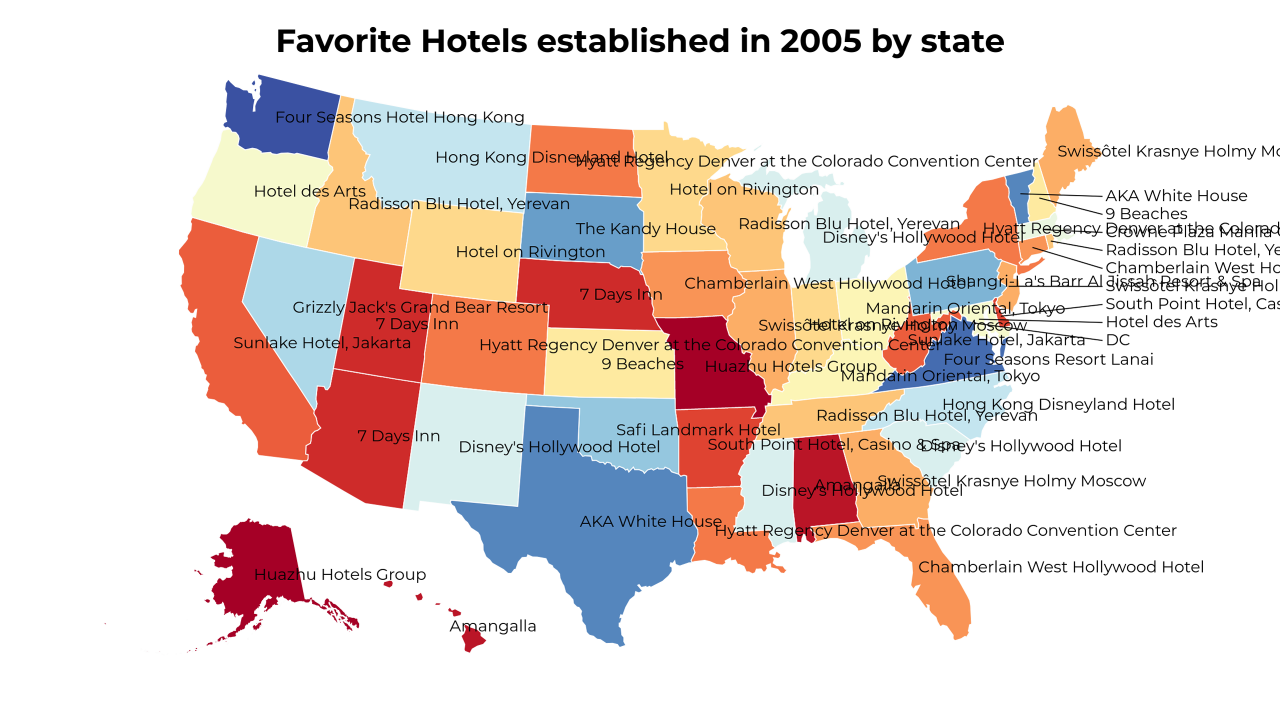 Favorite Hotels established in 2005 by state
Four Seasons Hotel Hong Kong
Swissôtel Krasnye Holmy Mo
Hong Kong Disneyland Hotel
Hyatt Regency Denver at the Colorado Convention Center
Hotel des Arts
Hotel on Rivington
AKA White House
Radisson Blu Hotel, Yerevan
9 Beaches
Radisson Blu Hotel, Yerevan
The Kandy House
Hyatt Regency Denver at the Colorad
Crowne Plaza Manila
Disney's Hollywood Hotel
Hotel on Rivington
Radisson Blu Hotel, Ye
Chamberlain West Ho
Chamberlain West Hollywood Hotel
Shangri-La's Barr Al Jissah Resort & Spa
Swissôtel Krasnye Hol
7 Days Inn
Grizzly Jack's Grand Bear Resort
Mandarin Oriental, Tokyo
South Point Hotel, Cas
7 Days Inn
Swissôtel Krasnye Holmy Moscow
Hotel on Rivington
Hotel des Arts
Sunlake Hotel, Jakarta
Hyatt Regency Denver at the Colorado Convention Center
Sunlake Hotel, Jakarta
DC
9 Beaches
Huazhu Hotels Group
Four Seasons Resort Lanai
Mandarin Oriental, Tokyo
Hong Kong Disneyland Hotel
Radisson Blu Hotel, Yerevan
7 Days Inn
Safi Landmark Hotel
Disney's Hollywood Hotel
South Point Hotel, Casino & Spa
Disney's Hollywood Hotel
Amangalla
Swissôtel Krasnye Holmy Moscow
Disney's Hollywood Hotel
AKA White House
Hyatt Regency Denver at the Colorado Convention Center
Huazhu Hotels Group
Chamberlain West Hollywood Hotel
Amangalla